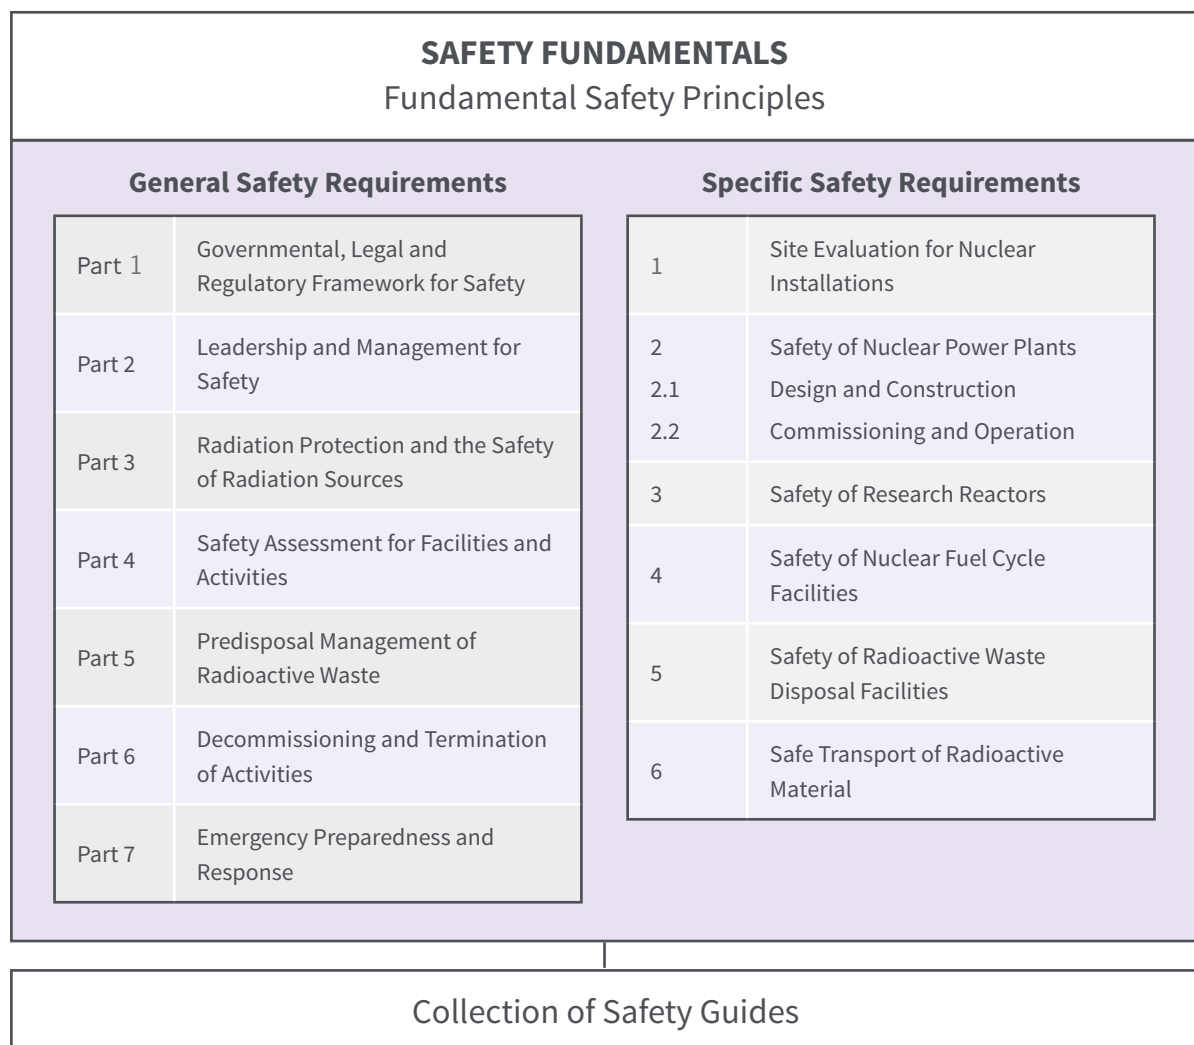 SAFETY FUNDAMENTALS
Fundamental Safety Principles
General Safety Requirements
Part 1
Governmental, Legal and
Regulatory Framework for Safety
Part 2
Leadership and Management for
Safety
Part 3
Radiation Protection and the Safety
of Radiation Sources
Part 4
Safety Assessment for Facilities and
Activities
Part 5
Predisposal Management of
Radioactive Waste
Part 6
Decommissioning and Termination
of Activities
Part 7
Emergency Preparedness and
Response
Specific Safety Requirements
1
Site Evaluation for Nuclear
Installations
2 Safety of Nuclear Power Plants
2.1 Design and Construction
2.2 Commissioning and Operation
3 Safety of Research Reactors
4
Safety of Nuclear Fuel Cycle
Facilities
5
Safety of Radioactive Waste
Disposal Facilities
6
Safe Transport of Radioactive
Material
Collection of Safety Guides